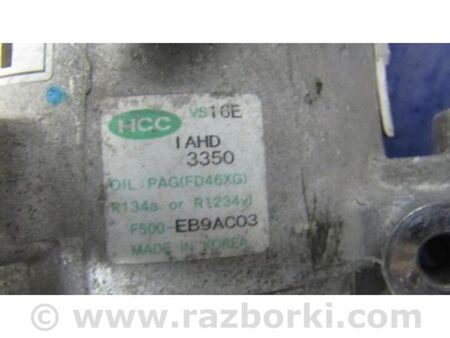 HCC VS16E
IAHD
3350
OIL: PAG(FD46XG)
R134a or R1234yf
F500-EB9AC03
MADE IN KOREA
© www.razborki.com